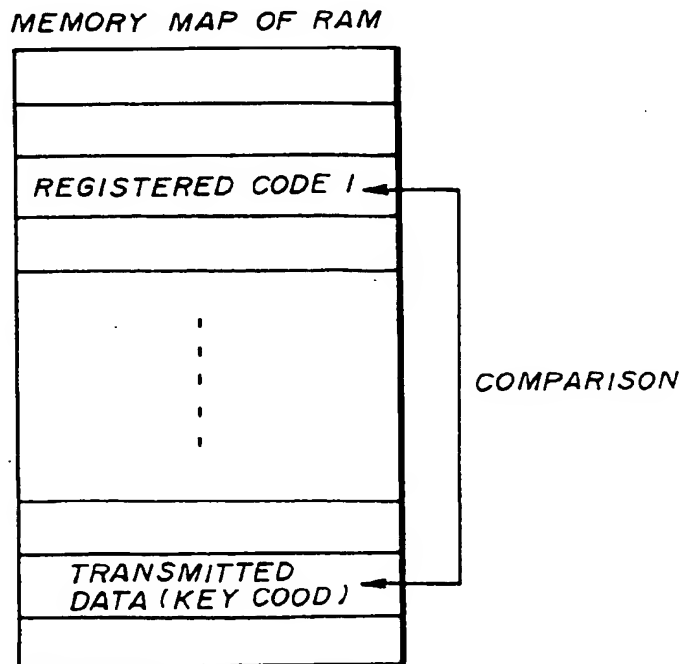 MEMORY MAP OF RAM
REGISTERED CODE 1
COMPARISON
TRANSMITTED
DATA (KEY COOD)